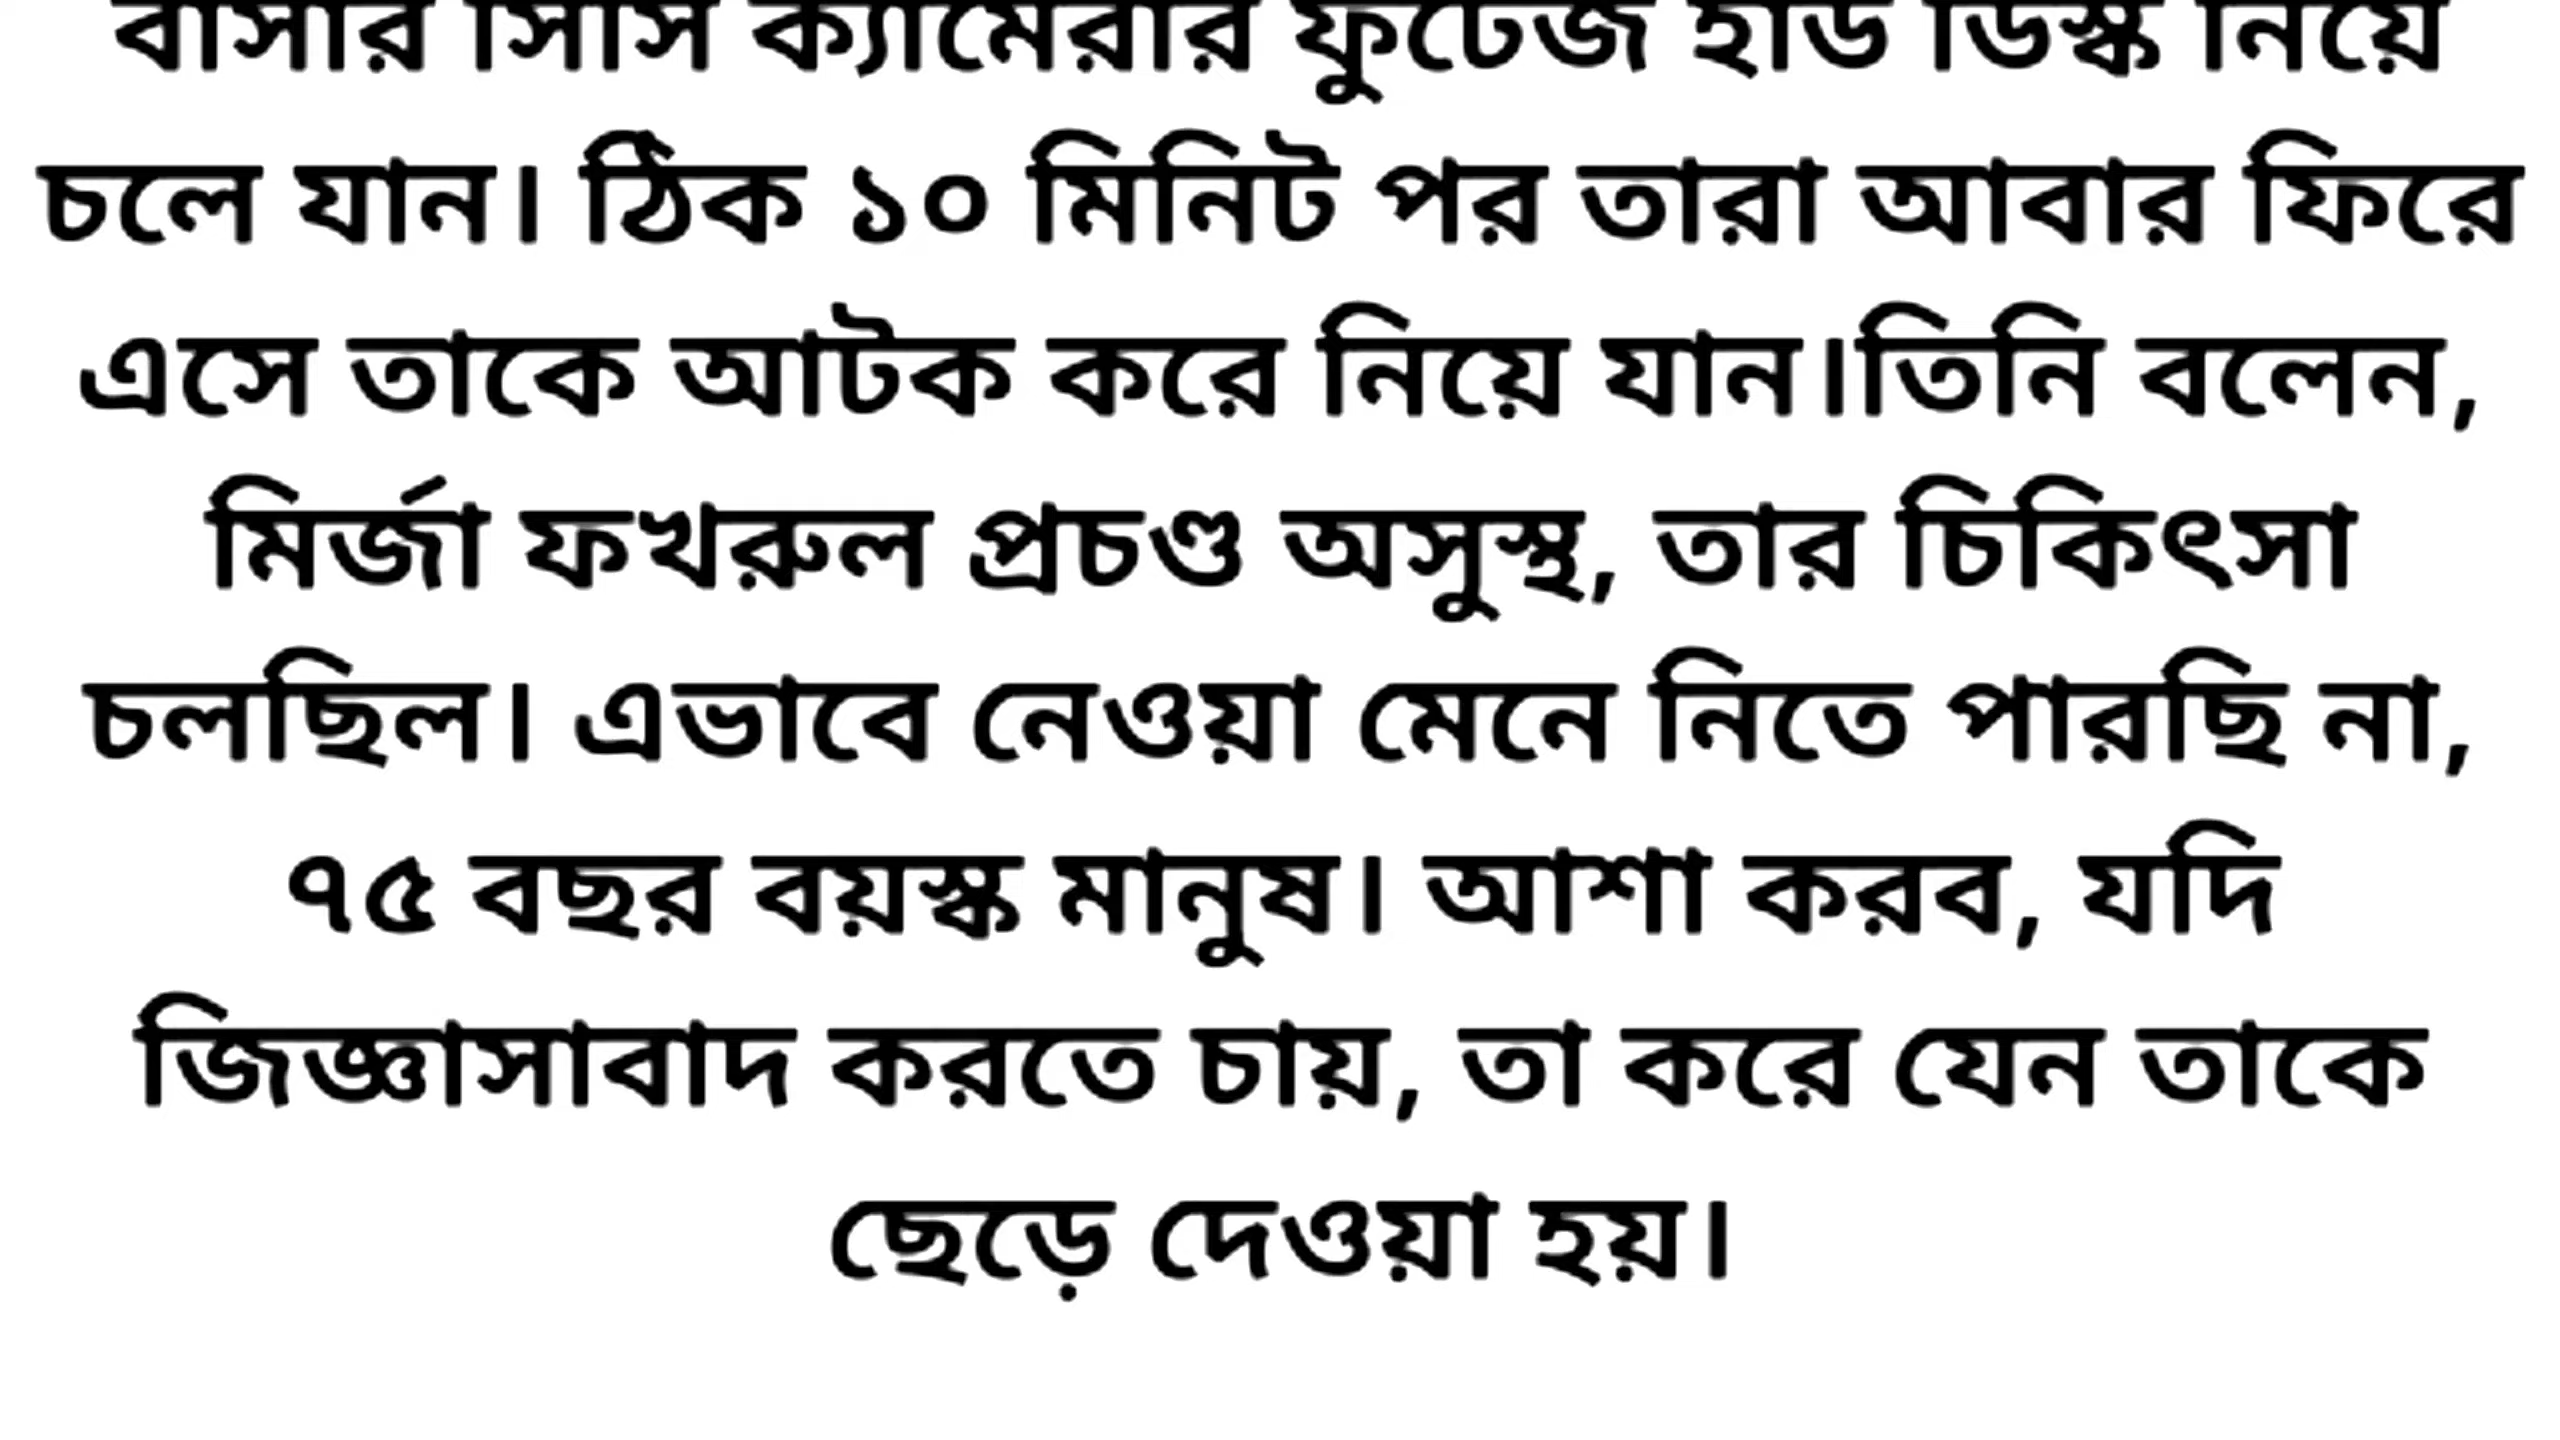 বাসার সিসি ক্যামেরার ফুটেজ হার্ড ডিস্ক নিয়ে
চলে যান। ঠিক ১০ মিনিট পর তারা আবার ফিরে
এসে তাকে আটক করে নিয়ে যান।তিনি বলেন,
মির্জা ফখরুল প্রচণ্ড অসুস্থ, তার চিকিৎসা
চলছিল। এভাবে নেওয়া মেনে নিতে পারছি না,
৭৫ বছর বয়স্ক মানুষ। আশা করব, যদি
জিজ্ঞাসাবাদ করতে চায়, তা করে যেন তাকে
ছেড়ে দেওয়া হয়।